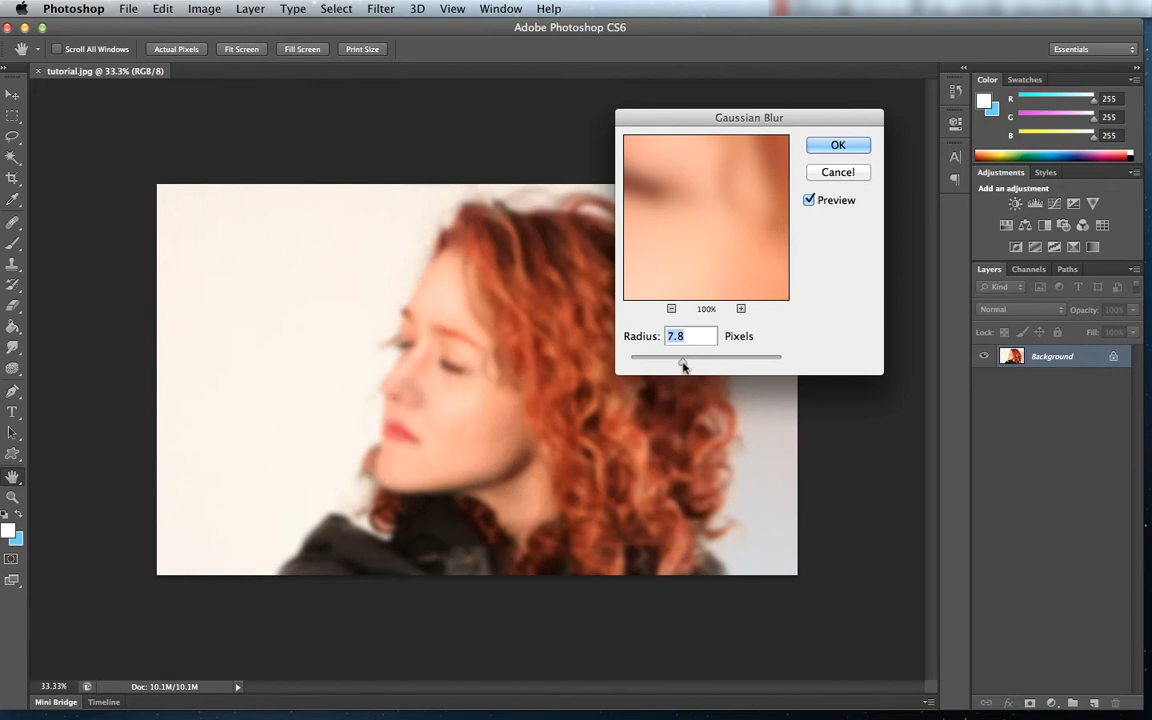 Photoshop File Edit Image Layer Type Select Filter 3D View Window Help
Adobe Photoshop CS6
Scroll All Windows Actual Pixels Fit Screen Fill Screen Print Size Essentials
× tutorial.jpg @ 33.3% (RGB/8)
Color Swatches
R 255
G 255
B 255
Adjustments Styles
Add an adjustment
Layers Channels Paths
Kind
Normal Opacity: 100%
Lock: Fill: 100%
Background
Gaussian Blur
OK
Cancel
Preview
100%
Radius: 7.8 Pixels
33.33% Doc: 10.1M/10.1M
Mini Bridge Timeline